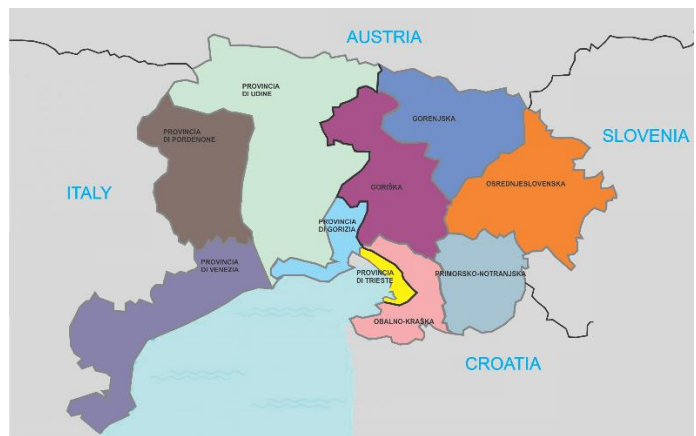 AUSTRIA
PROVINCIA
DI UDINE
GORENJSKA
PROVINCIA
DI PORDENONE
SLOVENIA
ITALY
GORIŠKA
OSREDNJESLOVENSKA
PROVINCIA
DI GORIZIA
PROVINCIA
DI VENEZIA
PROVINCIA
DI TRIESTE
PRIMORSKO-NOTRANJSKA
OBALNO-KRAŠKA
CROATIA